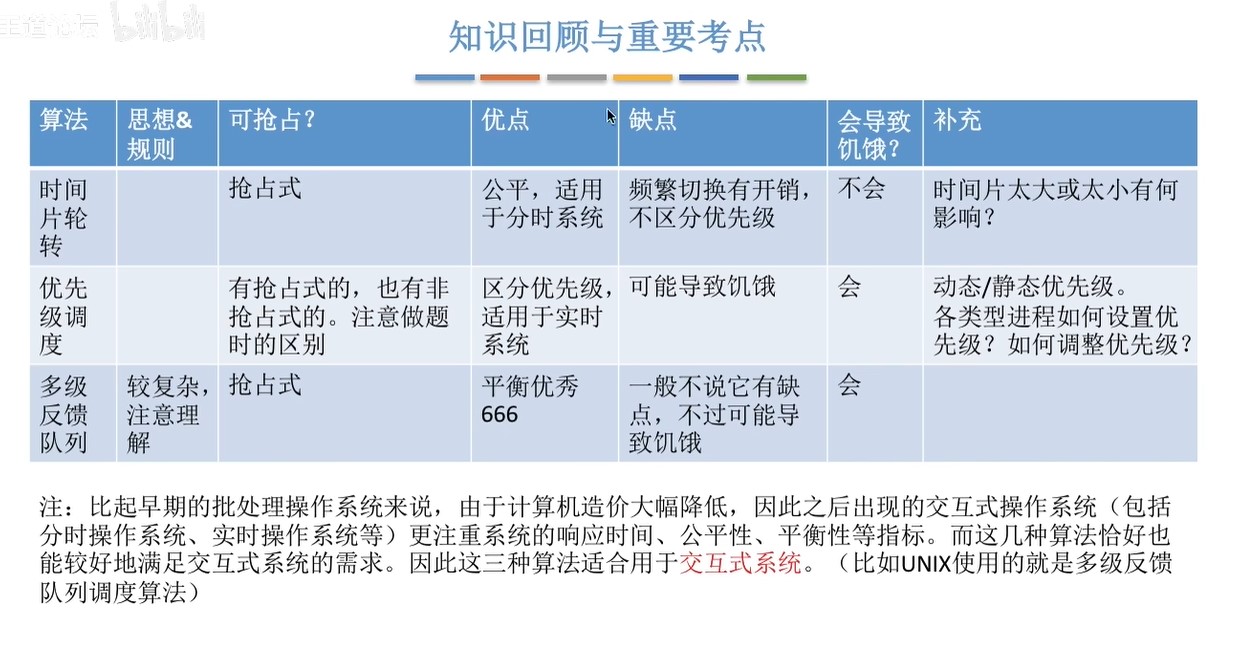 王道论坛 bilibili
知识回顾与重要考点
算法
思想&
规则
可抢占？
优点
缺点
会导致
饥饿？
补充
时间
片轮
转
抢占式
公平，适用
于分时系统
频繁切换有开销，
不区分优先级
不会
时间片太大或太小有何
影响？
优先
级调
度
有抢占式的，也有非
抢占式的。注意做题
时的区别
区分优先级，
适用于实时
系统
可能导致饥饿
会
动态/静态优先级。
各类型进程如何设置优
先级？如何调整优先级？
多级
反馈
队列
较复杂，
注意理
解
抢占式
平衡优秀
666
一般不说它有缺
点，不过可能导
致饥饿
会
注：比起早期的批处理操作系统来说，由于计算机造价大幅降低，因此之后出现的交互式操作系统（包括
分时操作系统、实时操作系统等）更注重系统的响应时间、公平性、平衡性等指标。而这几种算法恰好也
能较好地满足交互式系统的需求。因此这三种算法适合用于交互式系统。（比如UNIX使用的就是多级反馈
队列调度算法）